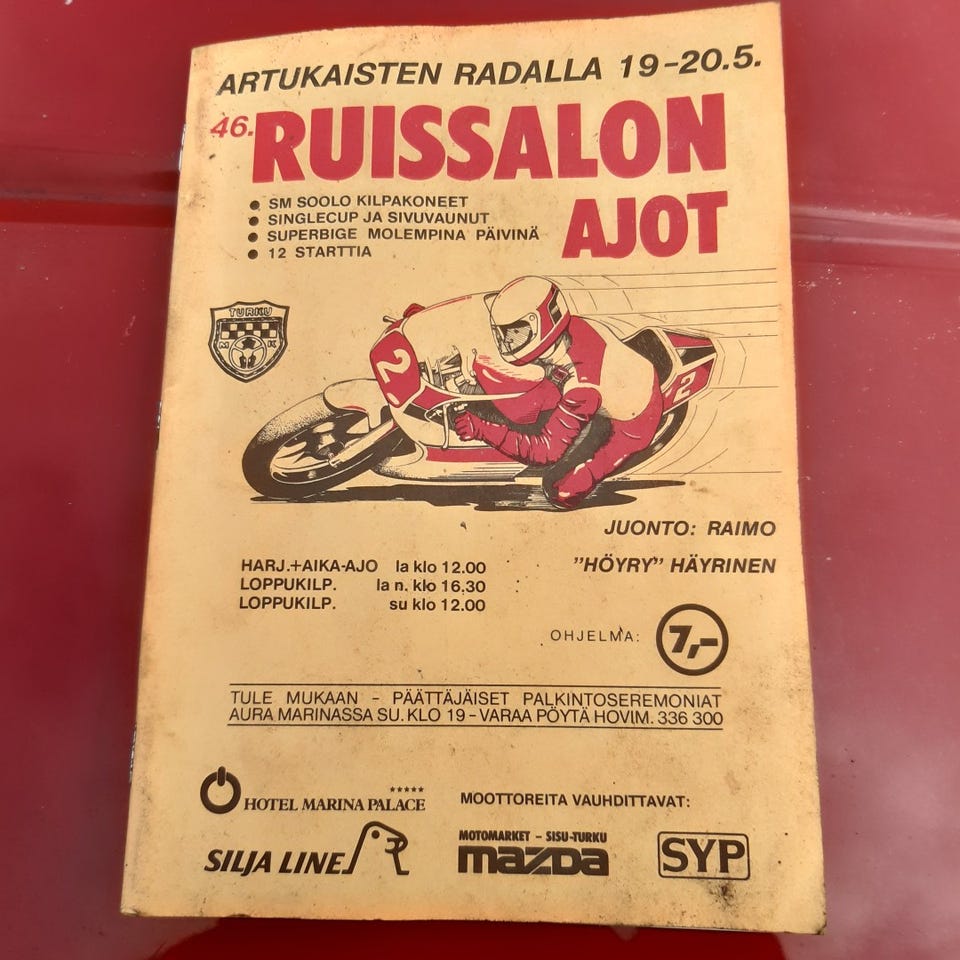 ARTUKAISTEN RADALLA 19-20.5.
46. RUISSALON
AJOT
● SM SOOLO KILPAKONEET
● SINGLECUP JA SIVUVAUNUT
● SUPERBIGE MOLEMPINA PÄIVINÄ
● 12 STARTTIA
TURKU
M K
2
2
JUONTO: RAIMO
”HÖYRY” HÄYRINEN
HARJ.+AIKA-AJO la klo 12.00
LOPPUKILP. la n. klo 16.30
LOPPUKILP. su klo 12.00
OHJELMA: 7,-
TULE MUKAAN – PÄÄTTÄJÄISET PALKINTOSEREMONIAT
AURA MARINASSA SU. KLO 19 – VARAA PÖYTÄ HOVIM. 336 300
★★★★★
HOTEL MARINA PALACE
MOOTTOREITA VAUHDITTAVAT:
SILJA LINE
MOTOMARKET – SISU-TURKU
mazda
SYP